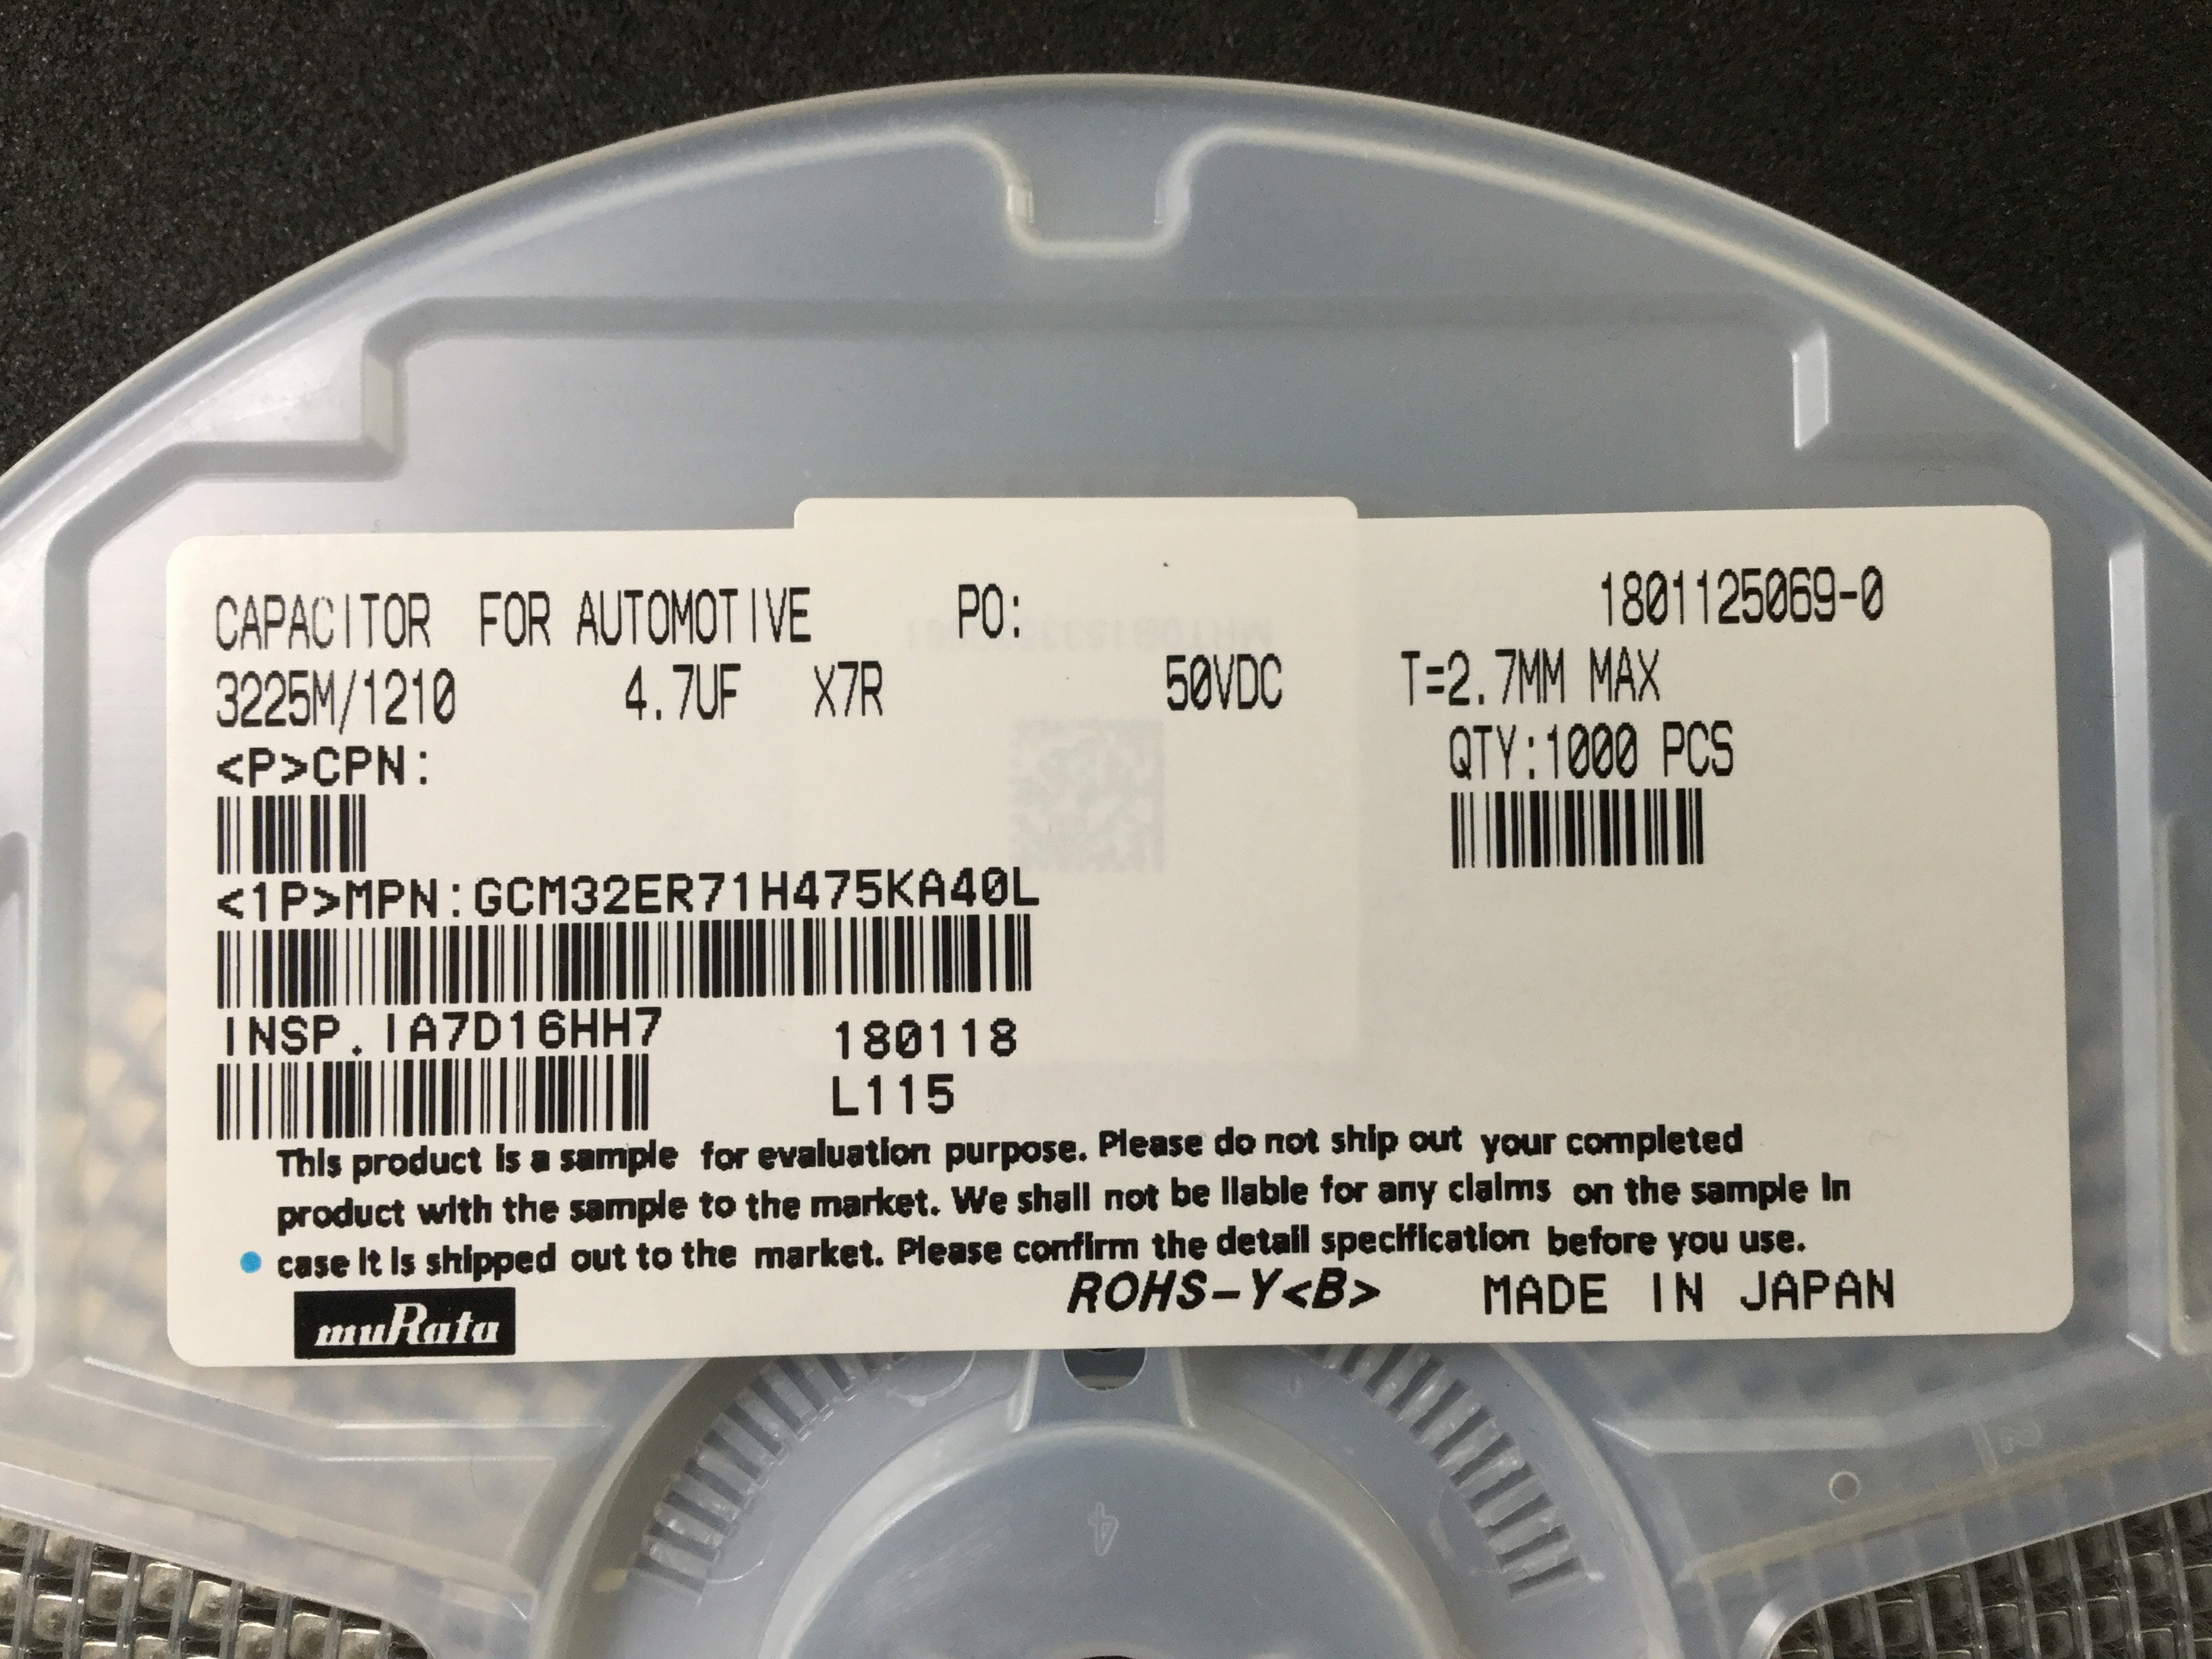 CAPACITOR FOR AUTOMOTIVE PO: 1801125069-0
3225M/1210 4.7UF X7R 50VDC T=2.7MM MAX
<P>CPN: QTY:1000 PCS
<1P>MPN:GCM32ER71H475KA40L
INSP.IA7D16HH7 180118
L115
This product is a sample for evaluation purpose. Please do not ship out your completed
product with the sample to the market. We shall not be liable for any claims on the sample in
case it is shipped out to the market. Please confirm the detail specification before you use.
muRata ROHS-Y<B> MADE IN JAPAN
4